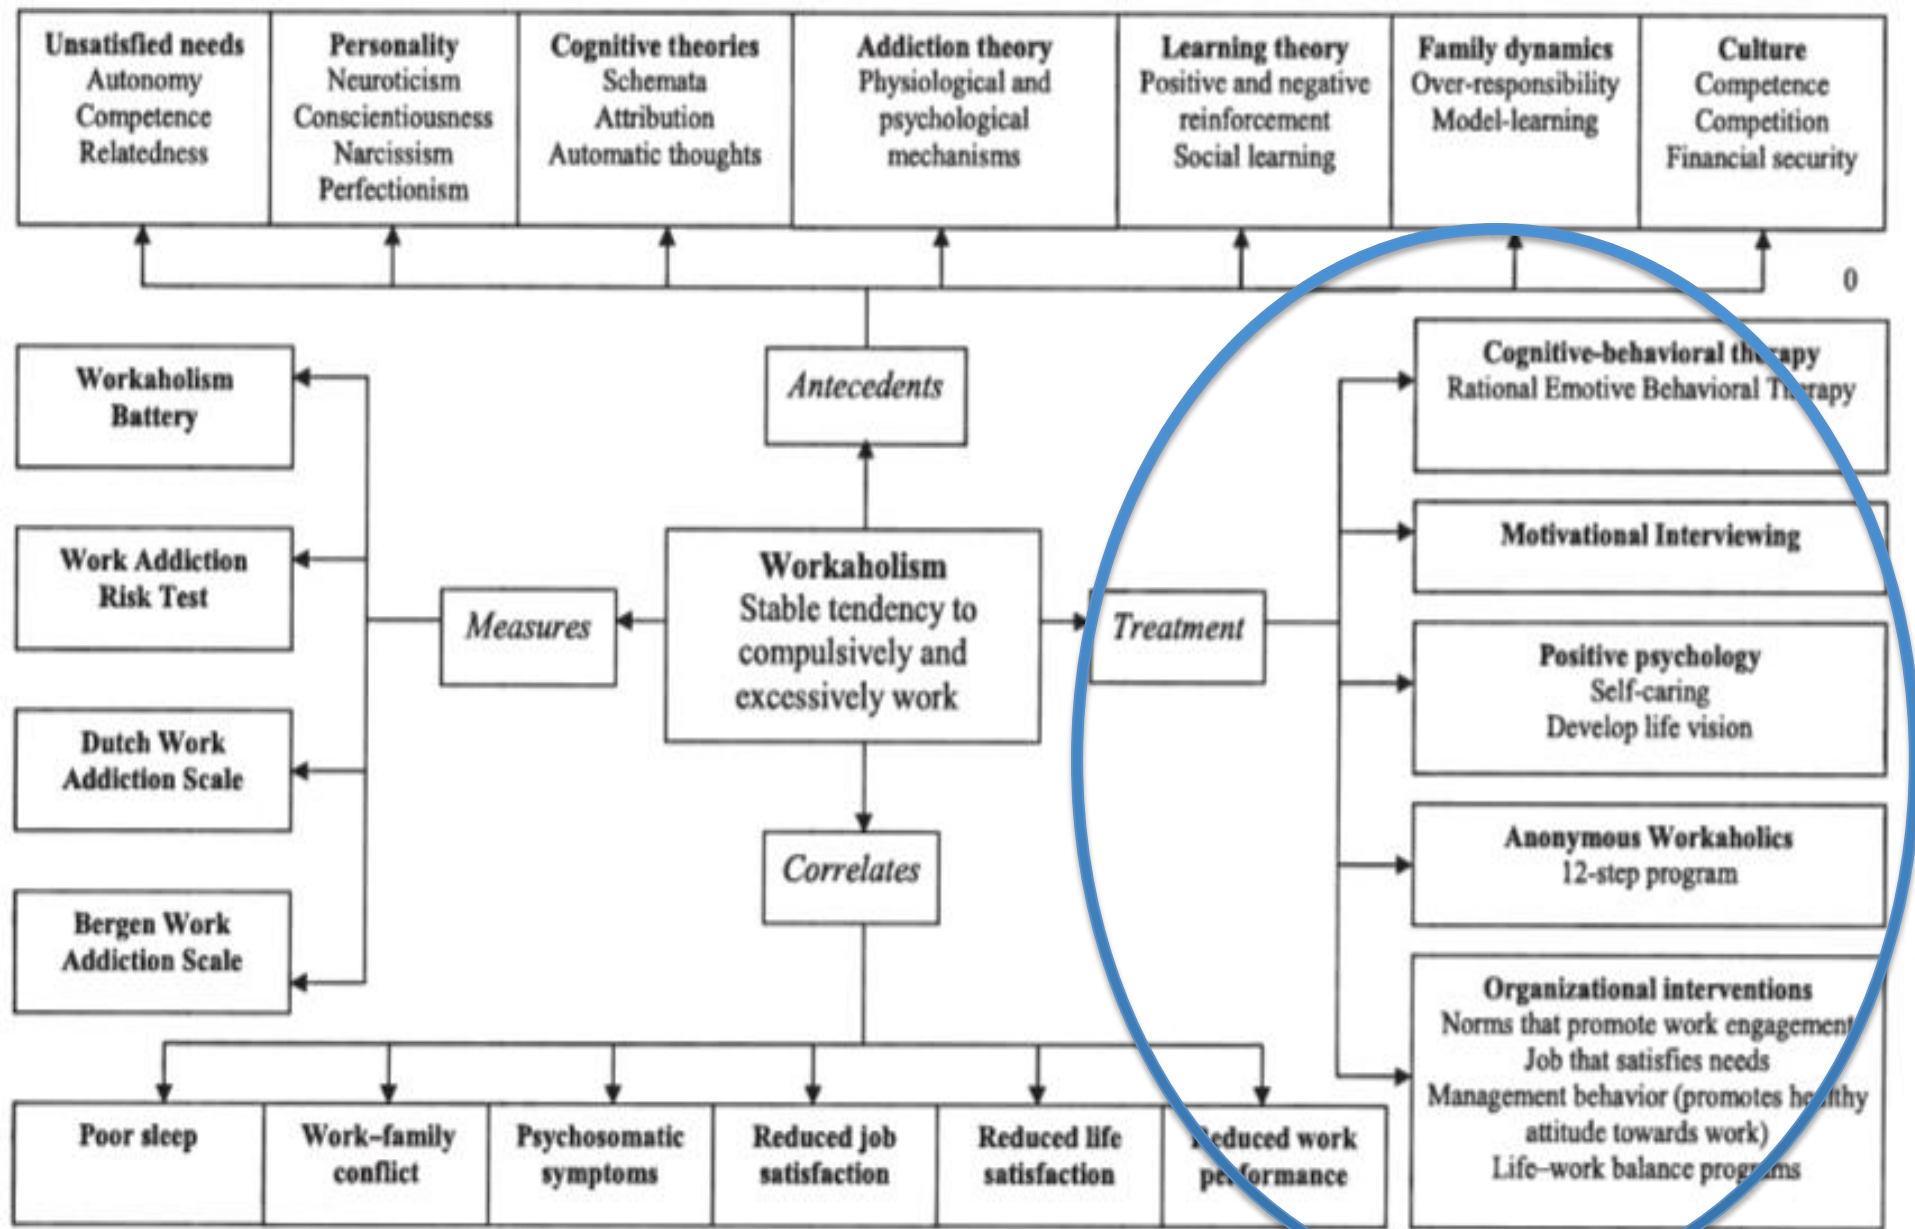 Unsatisfied needs
Autonomy
Competence
Relatedness
Personality
Neuroticism
Conscientiousness
Narcissism
Perfectionism
Cognitive theories
Schemata
Attribution
Automatic thoughts
Addiction theory
Physiological and
psychological
mechanisms
Learning theory
Positive and negative
reinforcement
Social learning
Family dynamics
Over-responsibility
Model-learning
Culture
Competence
Competition
Financial security
0
Antecedents
Workaholism
Battery
Work Addiction
Risk Test
Dutch Work
Addiction Scale
Bergen Work
Addiction Scale
Measures
Workaholism
Stable tendency to
compulsively and
excessively work
Treatment
Cognitive-behavioral therapy
Rational Emotive Behavioral Therapy
Motivational Interviewing
Positive psychology
Self-caring
Develop life vision
Anonymous Workaholics
12-step program
Organizational interventions
Norms that promote work engagement
Job that satisfies needs
Management behavior (promotes healthy
attitude towards work)
Life–work balance programs
Correlates
Poor sleep
Work–family
conflict
Psychosomatic
symptoms
Reduced job
satisfaction
Reduced life
satisfaction
Reduced work
performance